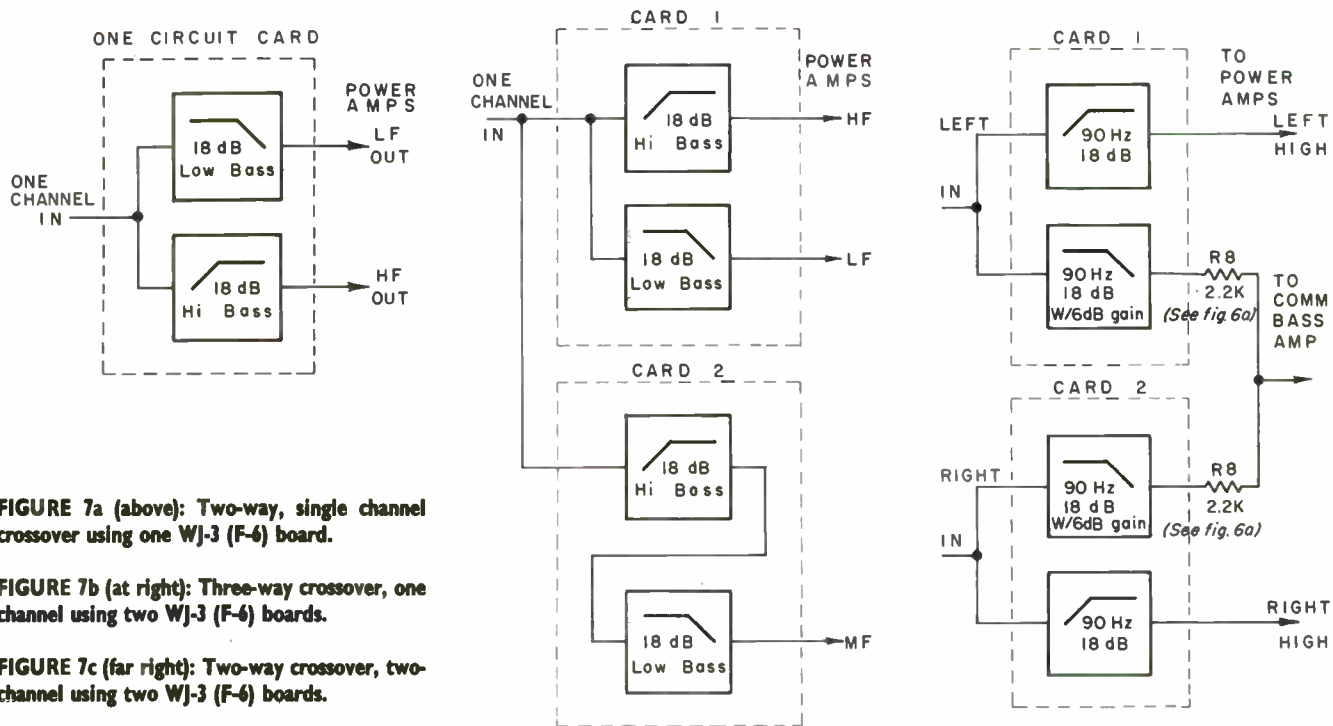 ONE CIRCUIT CARD
18 dB
Low Bass
18 dB
Hi Bass
ONE
CHANNEL
IN
POWER
AMPS
LF
OUT
HF
OUT
CARD 1
ONE
CHANNEL
IN
18 dB
Hi Bass
18 dB
Low Bass
POWER
AMPS
HF
LF
CARD 2
18 dB
Hi Bass
18 dB
Low Bass
MF
CARD 1
LEFT
IN
90 Hz
18 dB
90 Hz
18 dB
W/6dB gain
TO
POWER
AMPS
LEFT
HIGH
R8
2.2K
(See fig. 6a)
TO
COMM
BASS
AMP
CARD 2
RIGHT
IN
90 Hz
18 dB
W/6dB gain
90 Hz
18 dB
R8
2.2K
(See fig. 6a)
RIGHT
HIGH
FIGURE 7a (above): Two-way, single channel
crossover using one WJ-3 (F-6) board.
FIGURE 7b (at right): Three-way crossover, one
channel using two WJ-3 (F-6) boards.
FIGURE 7c (far right): Two-way crossover, two-
channel using two WJ-3 (F-6) boards.